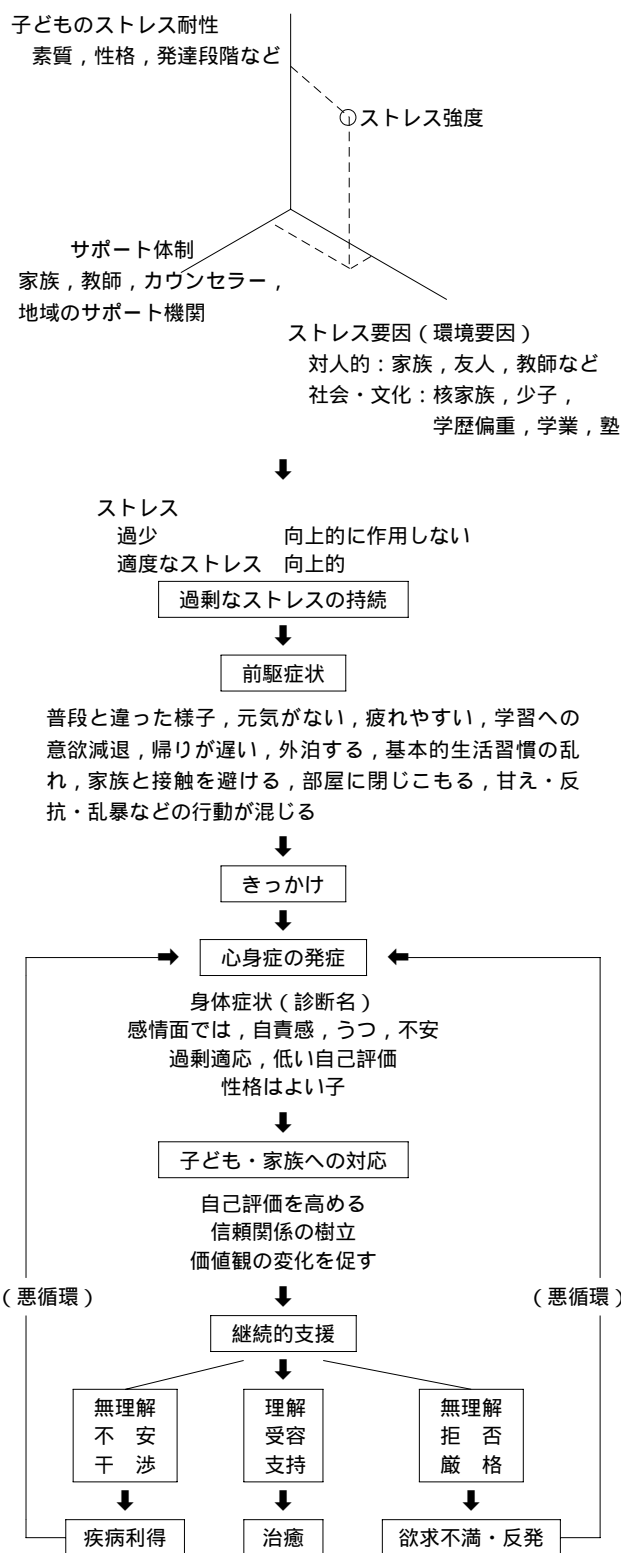 子どものストレス耐性
素質，性格，発達段階など
ストレス強度
サポート体制
家族，教師，カウンセラー，
地域のサポート機関
ストレス要因（環境要因）
対人的：家族，友人，教師など
社会・文化：核家族，少子，
学歴偏重，学業，塾
ストレス
過少　向上的に作用しない
適度なストレス　向上的
過剰なストレスの持続
前駆症状
普段と違った様子，元気がない，疲れやすい，学習への
意欲減退，帰りが遅い，外泊する，基本的生活習慣の乱
れ，家族と接触を避ける，部屋に閉じこもる，甘え・反
抗・乱暴などの行動が混じる
きっかけ
心身症の発症
身体症状（診断名）
感情面では，自責感，うつ，不安
過剰適応，低い自己評価
性格はよい子
子ども・家族への対応
自己評価を高める
信頼関係の樹立
価値観の変化を促す
（悪循環）　（悪循環）
継続的支援
無理解　理解　無理解
不　安　受容　拒　否
干　渉　支持　厳　格
疾病利得　治癒　欲求不満・反発